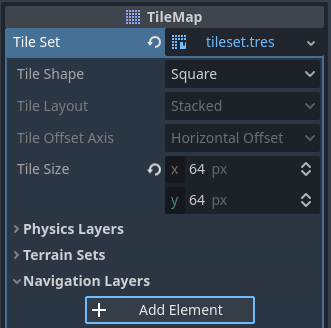 TileMap
Tile Set tileset.tres
Tile Shape Square
Tile Layout Stacked
Tile Offset Axis Horizontal Offset
Tile Size x 64 px
y 64 px
Physics Layers
Terrain Sets
Navigation Layers
+ Add Element